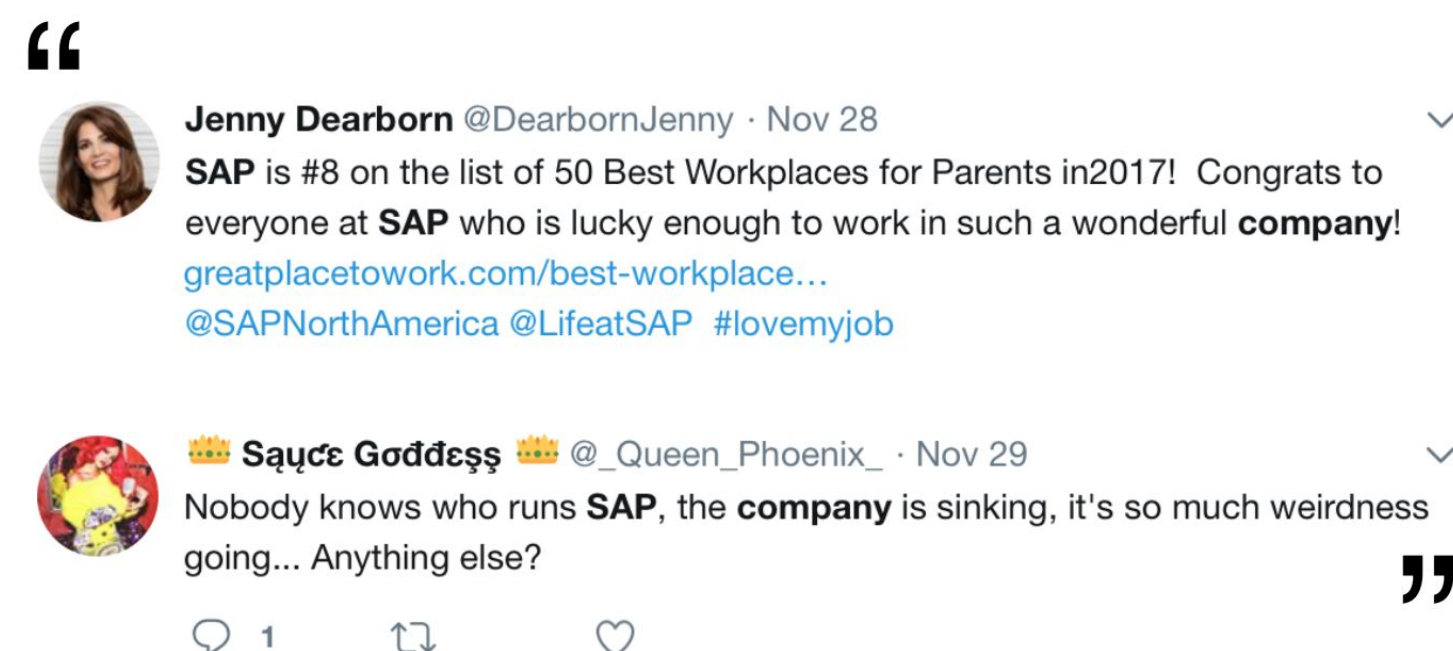 “
Jenny Dearborn @DearbornJenny · Nov 28
SAP is #8 on the list of 50 Best Workplaces for Parents in2017!  Congrats to
everyone at SAP who is lucky enough to work in such a wonderful company!
greatplacetowork.com/best-workplace…
@SAPNorthAmerica @LifeatSAP  #lovemyjob
👑 Sąųƈɛ Gơđđɛşş 👑 @_Queen_Phoenix_ · Nov 29
Nobody knows who runs SAP, the company is sinking, it's so much weirdness
going... Anything else?
”
1